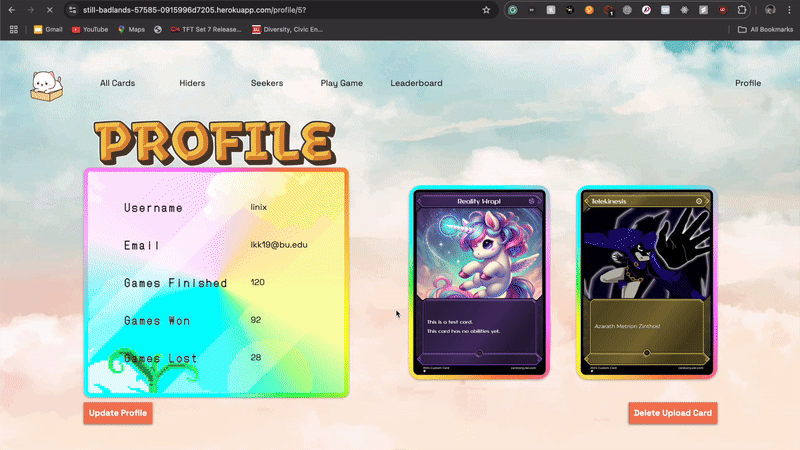 still-badlands-57585-0915996d7205.herokuapp.com/profile/5?
Gmail
YouTube
Maps
TFT Set 7 Release...
Diversity, Civic En...
All Bookmarks
All Cards
Hiders
Seekers
Play Game
Leaderboard
Profile
PROFILE
Username
linix
Email
lkk19@bu.edu
Games Finished
120
Games Won
92
Games Lost
28
Reality Wrap!
This is a test card.
This card has no abilities yet.
Telekinesis
Azarath Metrion Zinthos!
Update Profile
Delete Upload Card